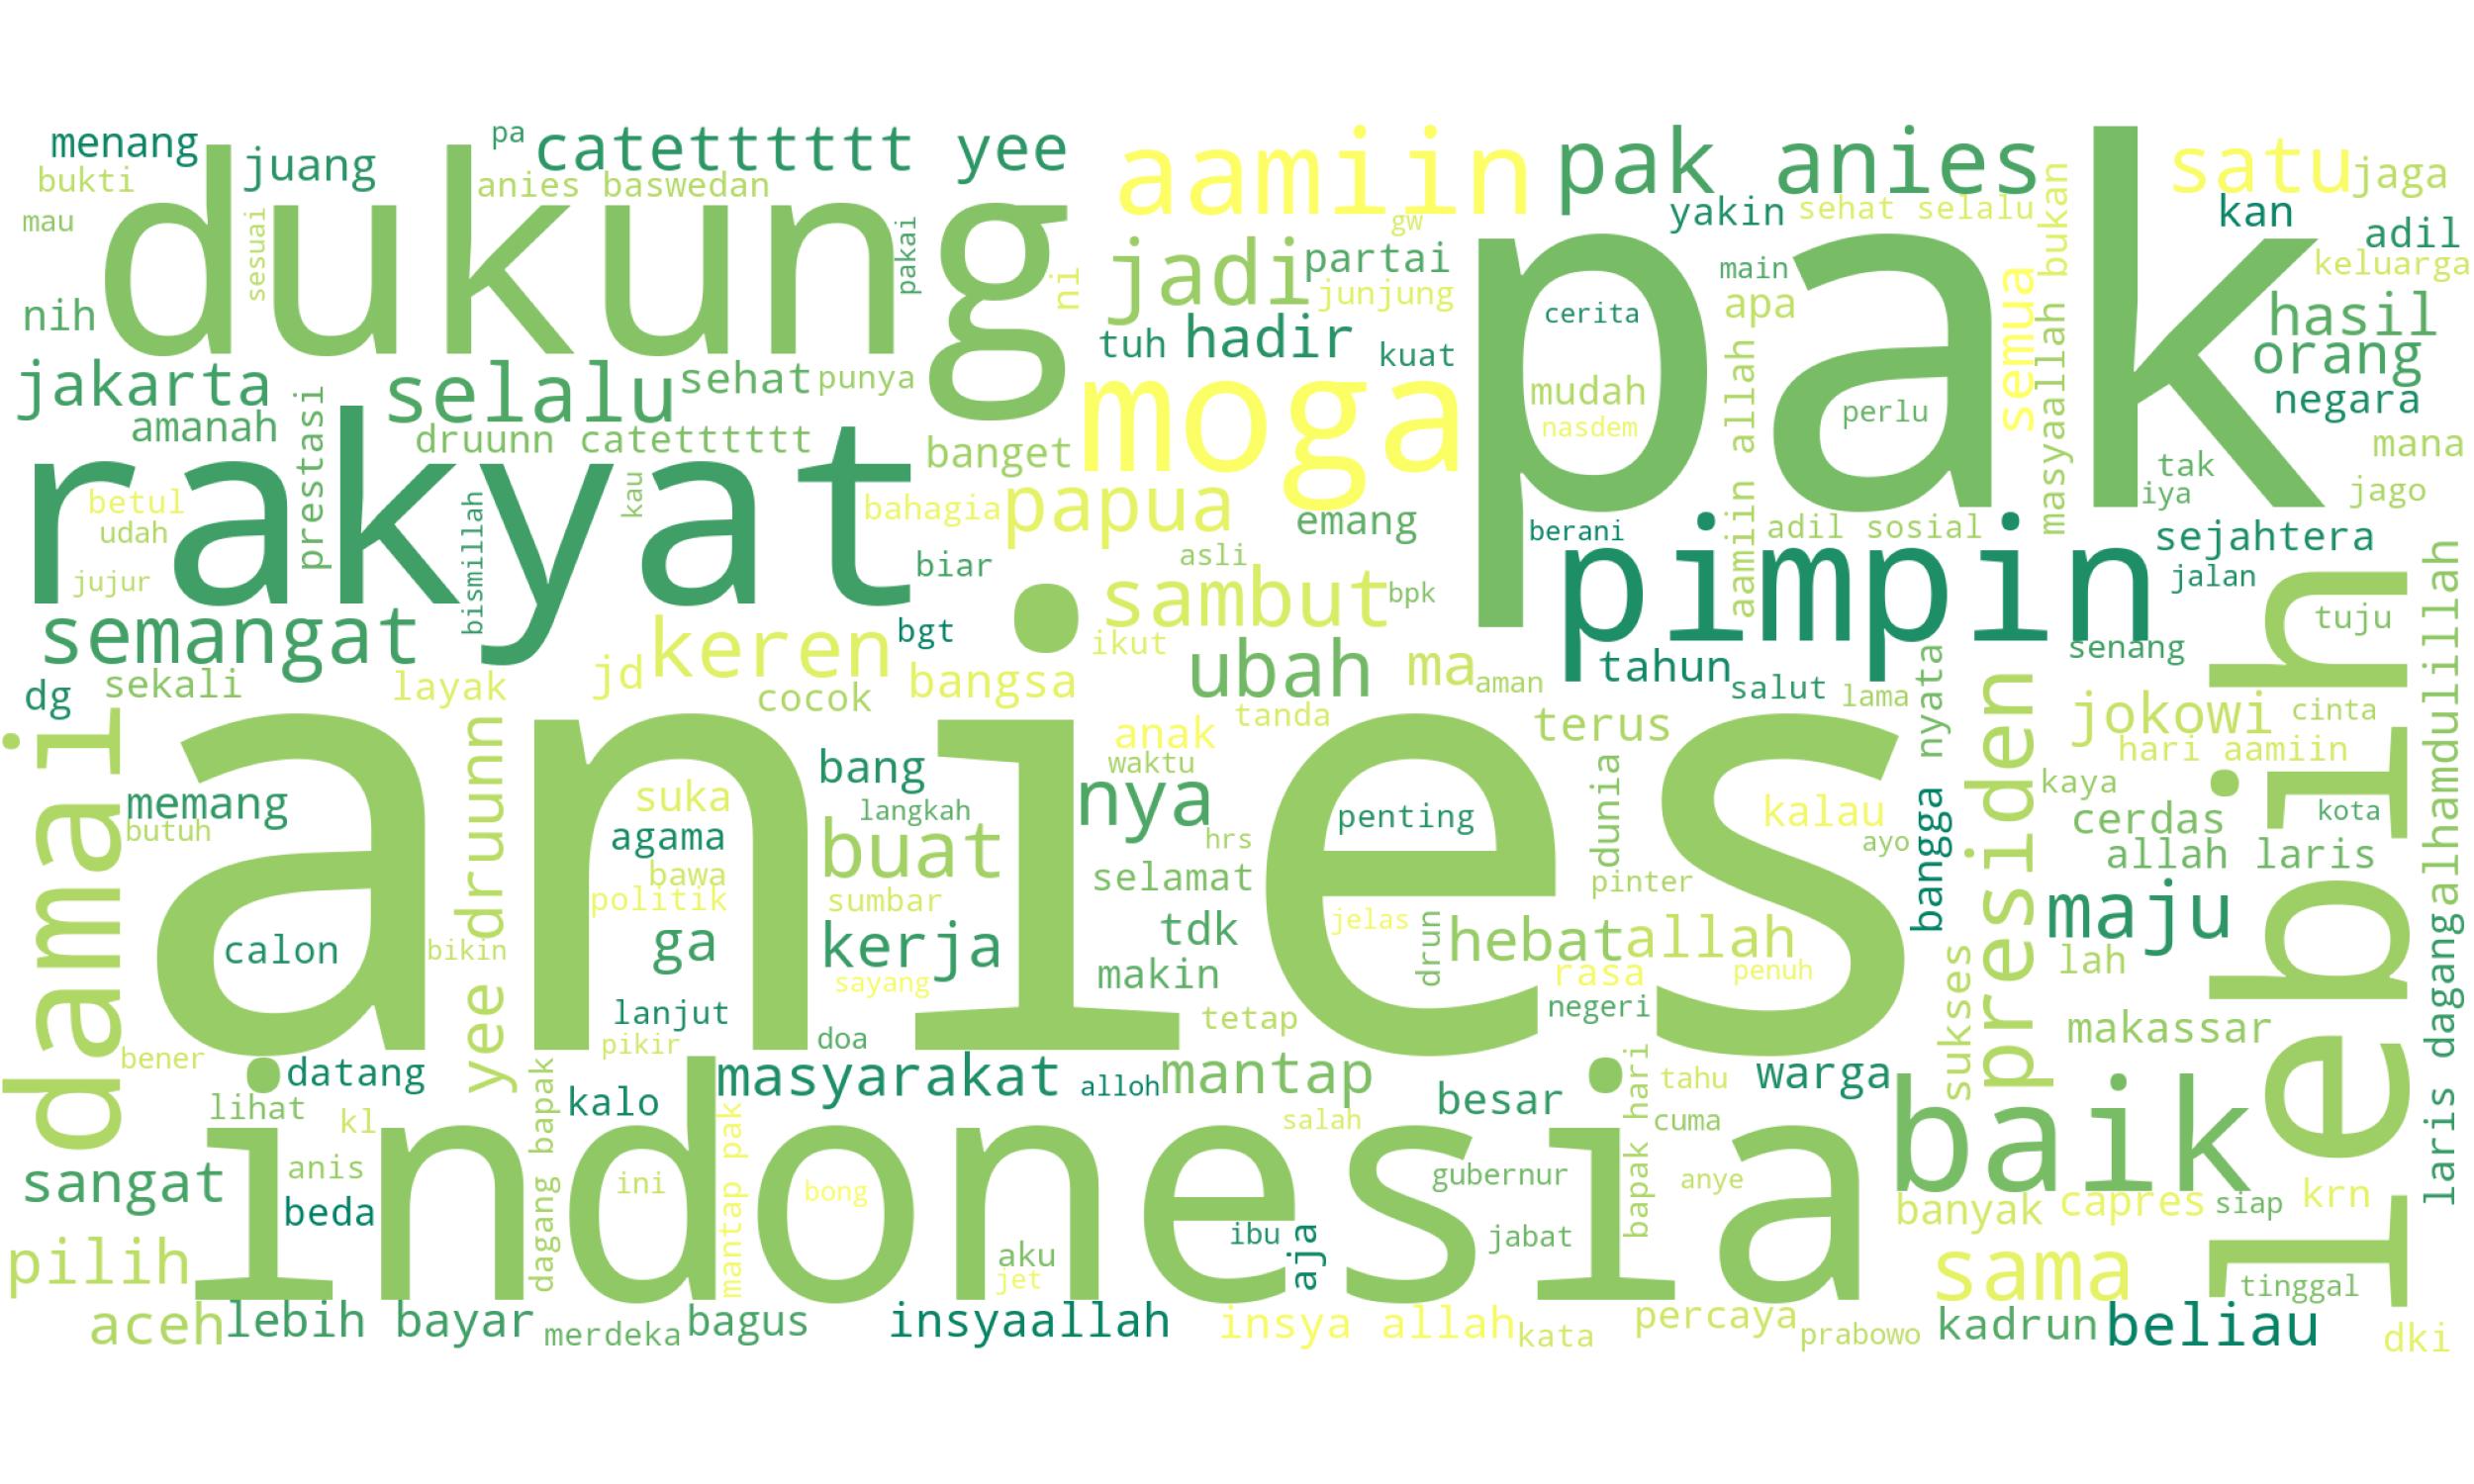 menang
pa
catettttttt yee
aamiin
pak anies
satu
jaga
bukti
juang
anies baswedan
dukung
pak
mau
sesuai
pakai
nl
gw
yakin
sehat selalu
bukan
kan
adil
nih
jadi
partai
junjung
main
apa
keluarga
cerita
semua
masyaallah
hasil
tuh
hadir
kuat
orang
jakarta
selalu
sehat
punya
moga
mudah
perlu
nasdem
negara
amanah
prestasi
druunn catettttttt
banget
aamiin allah
mana
rakyat
tak
iya
jago
betul
udah
jujur
bismillah
kau
bahagia
papua
emang
berani
adil sosial
sejahtera
jalan
biar
asli
sambut
bpk
pimpin
tuju
semangat
keren
bgt
ikut
ubah
ma
aman
tahun
salut
lama
senang
dg
sekali
layak
jd
cocok
bangsa
tanda
nyata
jokowi
cinta
lebih
alhamdulillah
damai
anies
anak
waktu
terus
hari aamiin
presiden
bang
memang
butuh
yee druunn
suka
agama
langkah
nya
penting
dunia
kalau
ayo
bangga
kaya
cerdas
kota
bawa
politik
buat
sumbar
hrs
selamat
pinter
allah laris
calon
bikin
ga
kerja
sayang
tdk
makin
jelas
drun
hebat
allah
rasa
penuh
maju
lah
laris dagang
lanjut
pikir
doa
tetap
negeri
sukses
makassar
bener
datang
lihat
kl
kalo
masyarakat
alloh
mantap
besar
tahu
warga
indonesia
dagang bapak
mantap pak
salah
bapak hari
cuma
baik
sangat
anis
beda
ini
bong
gubernur
anye
jabat
ibu
aja
aku
jet
banyak
capres
siap
krn
pilih
sama
tinggal
aceh
lebih bayar
merdeka
bagus
insyaallah
insya allah
kata
percaya
prabowo
kadrun
beliau
dki